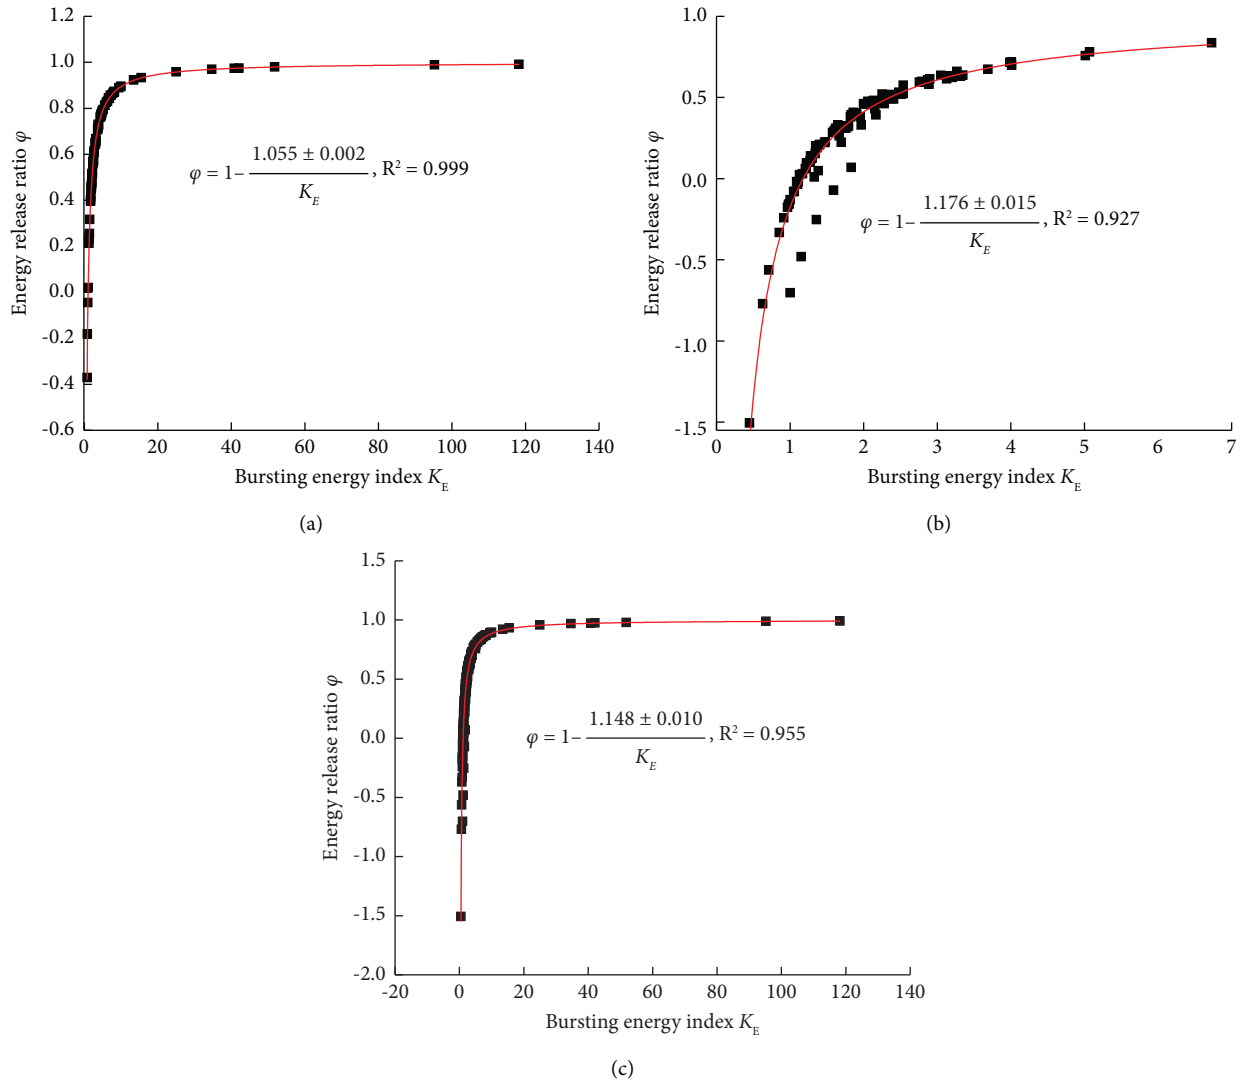 1.2
1.0
0.8
0.6
0.4
0.2
0.0
-0.2
-0.4
-0.6
Energy release ratio φ
φ = 1– 1.055 ± 0.002 / K_E , R² = 0.999
0 20 40 60 80 100 120 140
Bursting energy index K_E
(a)
1.0
0.5
0.0
-0.5
-1.0
-1.5
Energy release ratio φ
φ = 1– 1.176 ± 0.015 / K_E , R² = 0.927
0 1 2 3 4 5 6 7
Bursting energy index K_E
(b)
1.5
1.0
0.5
0.0
-0.5
-1.0
-1.5
-2.0
Energy release ratio φ
φ = 1– 1.148 ± 0.010 / K_E , R² = 0.955
-20 0 20 40 60 80 100 120 140
Bursting energy index K_E
(c)